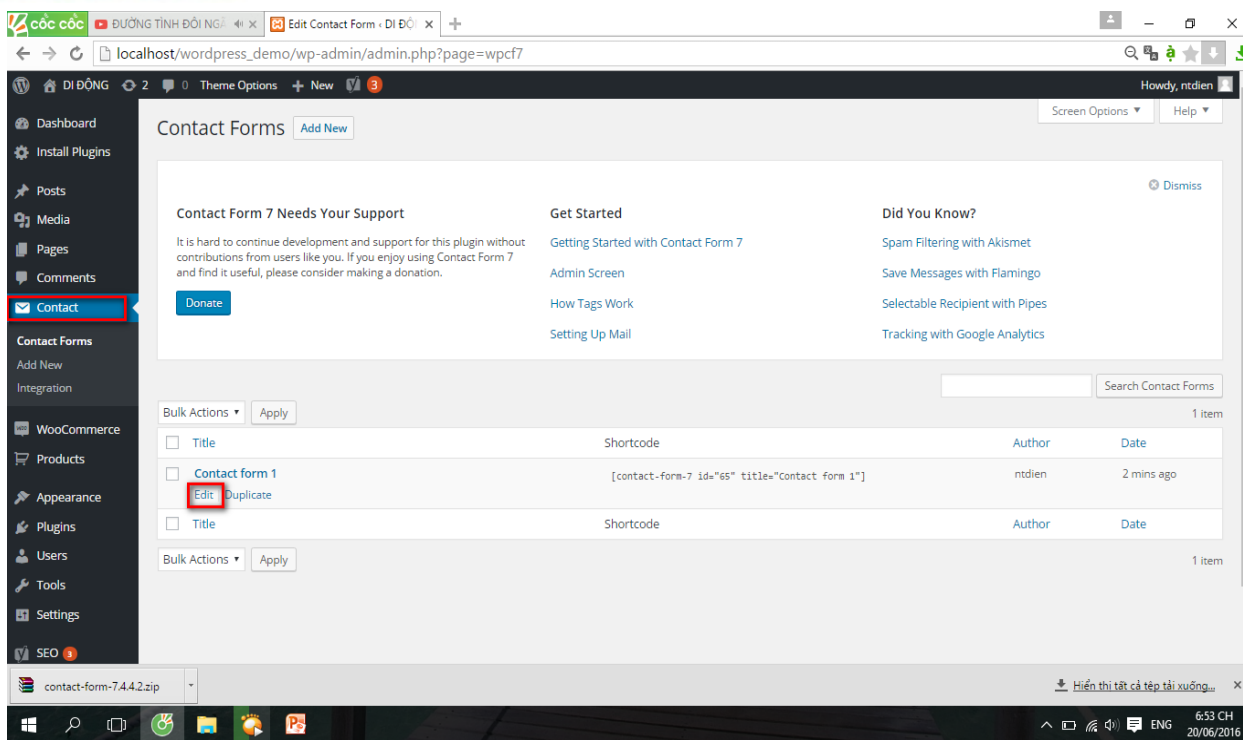 cốc cốc ĐƯỜNG TÌNH ĐÔI NGẢ Edit Contact Form ‹ DI ĐỘ
localhost/wordpress_demo/wp-admin/admin.php?page=wpcf7
DI ĐỘNG 2 0 Theme Options + New 3 Howdy, ntdien
Screen Options ▼ Help ▼
Dashboard
Install Plugins
Posts
Media
Pages
Comments
Contact
Contact Forms
Add New
Integration
WooCommerce
Products
Appearance
Plugins
Users
Tools
Settings
SEO 3
Contact Forms Add New
Dismiss
Contact Form 7 Needs Your Support
It is hard to continue development and support for this plugin without
contributions from users like you. If you enjoy using Contact Form 7
and find it useful, please consider making a donation.
Donate
Get Started
Getting Started with Contact Form 7
Admin Screen
How Tags Work
Setting Up Mail
Did You Know?
Spam Filtering with Akismet
Save Messages with Flamingo
Selectable Recipient with Pipes
Tracking with Google Analytics
Search Contact Forms
Bulk Actions ▼ Apply 1 item
Title Shortcode Author Date
Contact form 1 [contact-form-7 id="65" title="Contact form 1"] ntdien 2 mins ago
Edit Duplicate
Title Shortcode Author Date
Bulk Actions ▼ Apply 1 item
contact-form-7.4.4.2.zip Hiển thị tất cả tệp tải xuống...
ENG 6:53 CH
20/06/2016